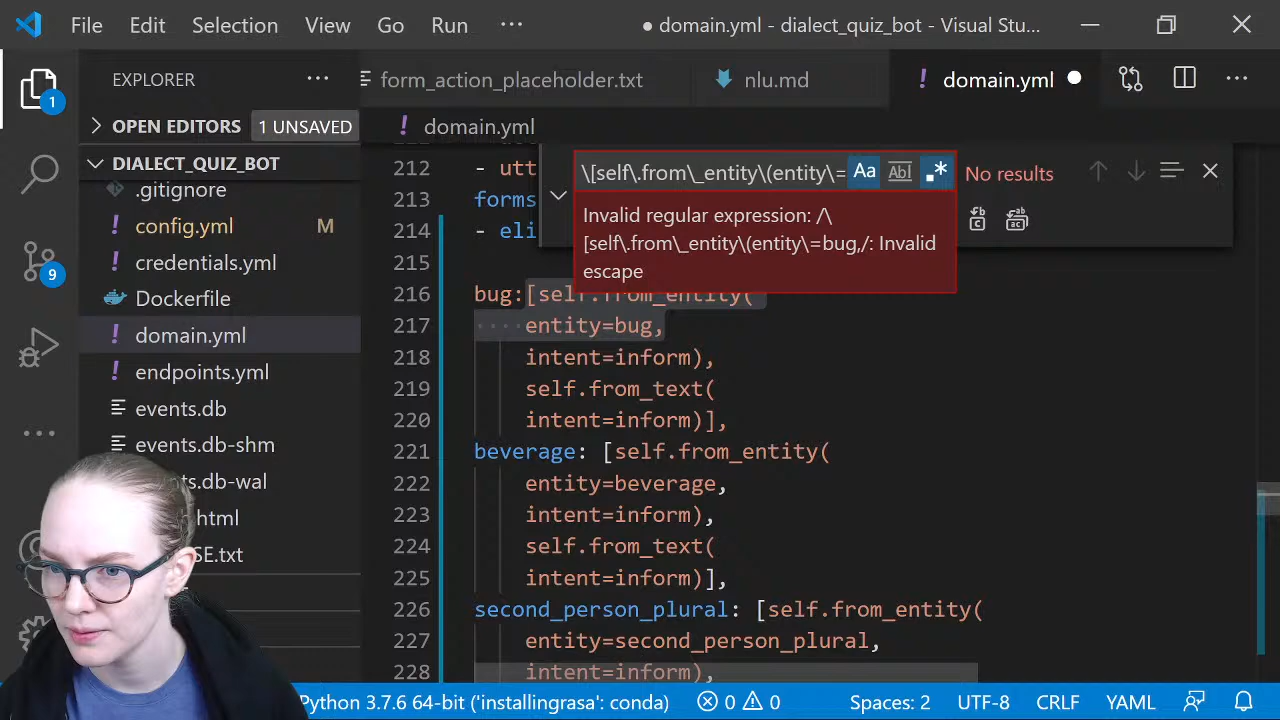 File Edit Selection View Go Run ··· ● domain.yml - dialect_quiz_bot - Visual Stu...
EXPLORER ···
form_action_placeholder.txt
nlu.md
! domain.yml ● ···
1
OPEN EDITORS 1 UNSAVED
! domain.yml
DIALECT_QUIZ_BOT
.gitignore
! config.yml M
! credentials.yml
Dockerfile
! domain.yml
! endpoints.yml
events.db
events.db-shm
s.db-wal
html
SE.txt
9
\[self\.from\_entity\(entity\=
Aa Abl .* No results
Invalid regular expression: /\
[self\.from\_entity\(entity\=bug,/: Invalid
escape
212 - utt
213 forms
214 - eli
215
216 bug:[self.from_entity(
217 ····entity=bug,
218 intent=inform),
219 self.from_text(
220 intent=inform)],
221 beverage: [self.from_entity(
222 entity=beverage,
223 intent=inform),
224 self.from_text(
225 intent=inform)],
226 second_person_plural: [self.from_entity(
227 entity=second_person_plural,
228 intent=inform),
Python 3.7.6 64-bit ('installingrasa': conda) 0 0 Spaces: 2 UTF-8 CRLF YAML